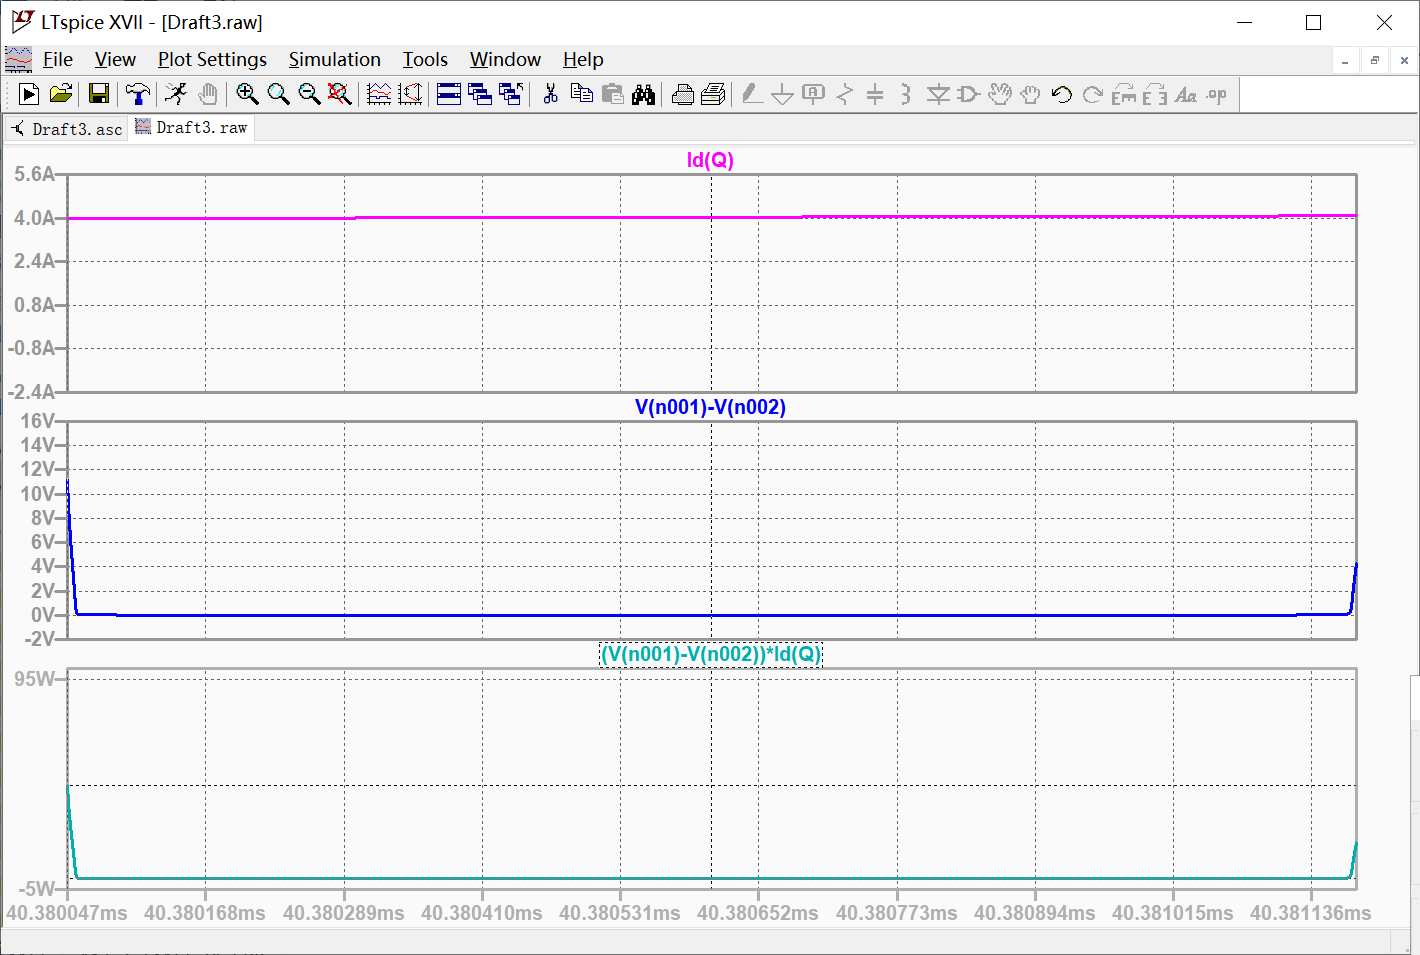 LTspice XVII - [Draft3.raw]
File View Plot Settings Simulation Tools Window Help
Draft3.asc Draft3.raw
Id(Q)
5.6A
4.0A
2.4A
0.8A
-0.8A
-2.4A
V(n001)-V(n002)
16V
14V
12V
10V
8V
6V
4V
2V
0V
-2V
(V(n001)-V(n002))*Id(Q)
95W
-5W
40.380047ms 40.380168ms 40.380289ms 40.380410ms 40.380531ms 40.380652ms 40.380773ms 40.380894ms 40.381015ms 40.381136ms